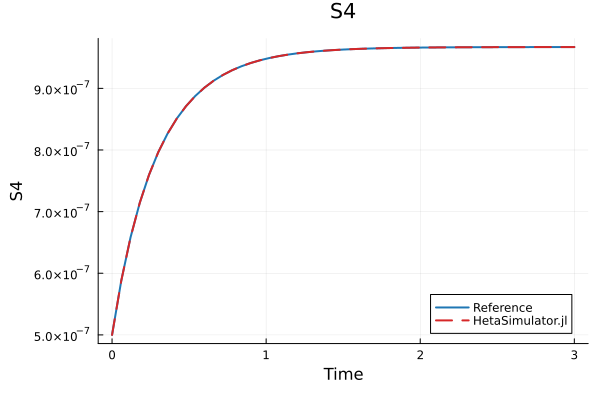 S4
9.0×10⁻⁷
8.0×10⁻⁷
7.0×10⁻⁷
6.0×10⁻⁷
5.0×10⁻⁷
S4
Reference
HetaSimulator.jl
0 1 2 3
Time